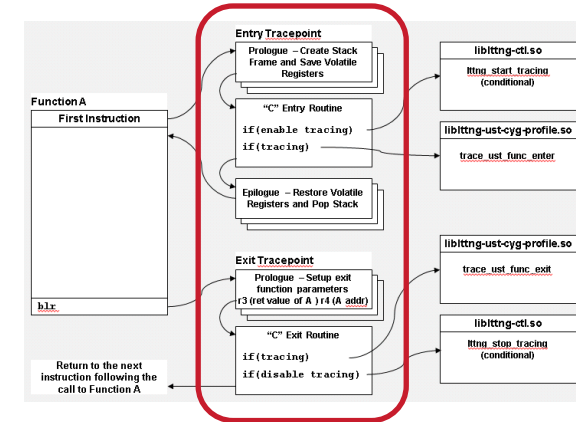 Entry Tracepoint
Prologue – Create Stack
Frame and Save Volatile
Registers
"C" Entry Routine
if(enable tracing)
if(tracing)
Epilogue – Restore Volatile
Registers and Pop Stack
Function A
First Instruction
blr
Exit Tracepoint
Prologue – Setup exit
function parameters
r3 (ret value of A ) r4 (A addr)
"C" Exit Routine
if(tracing)
if(disable tracing)
Return to the next
instruction following the
call to Function A
liblttng-ctl.so
lttng_start_tracing
(conditional)
liblttng-ust-cyg-profile.so
trace_ust_func_enter
liblttng-ust-cyg-profile.so
trace_ust_func_exit
liblttng-ctl.so
lttng_stop_tracing
(conditional)